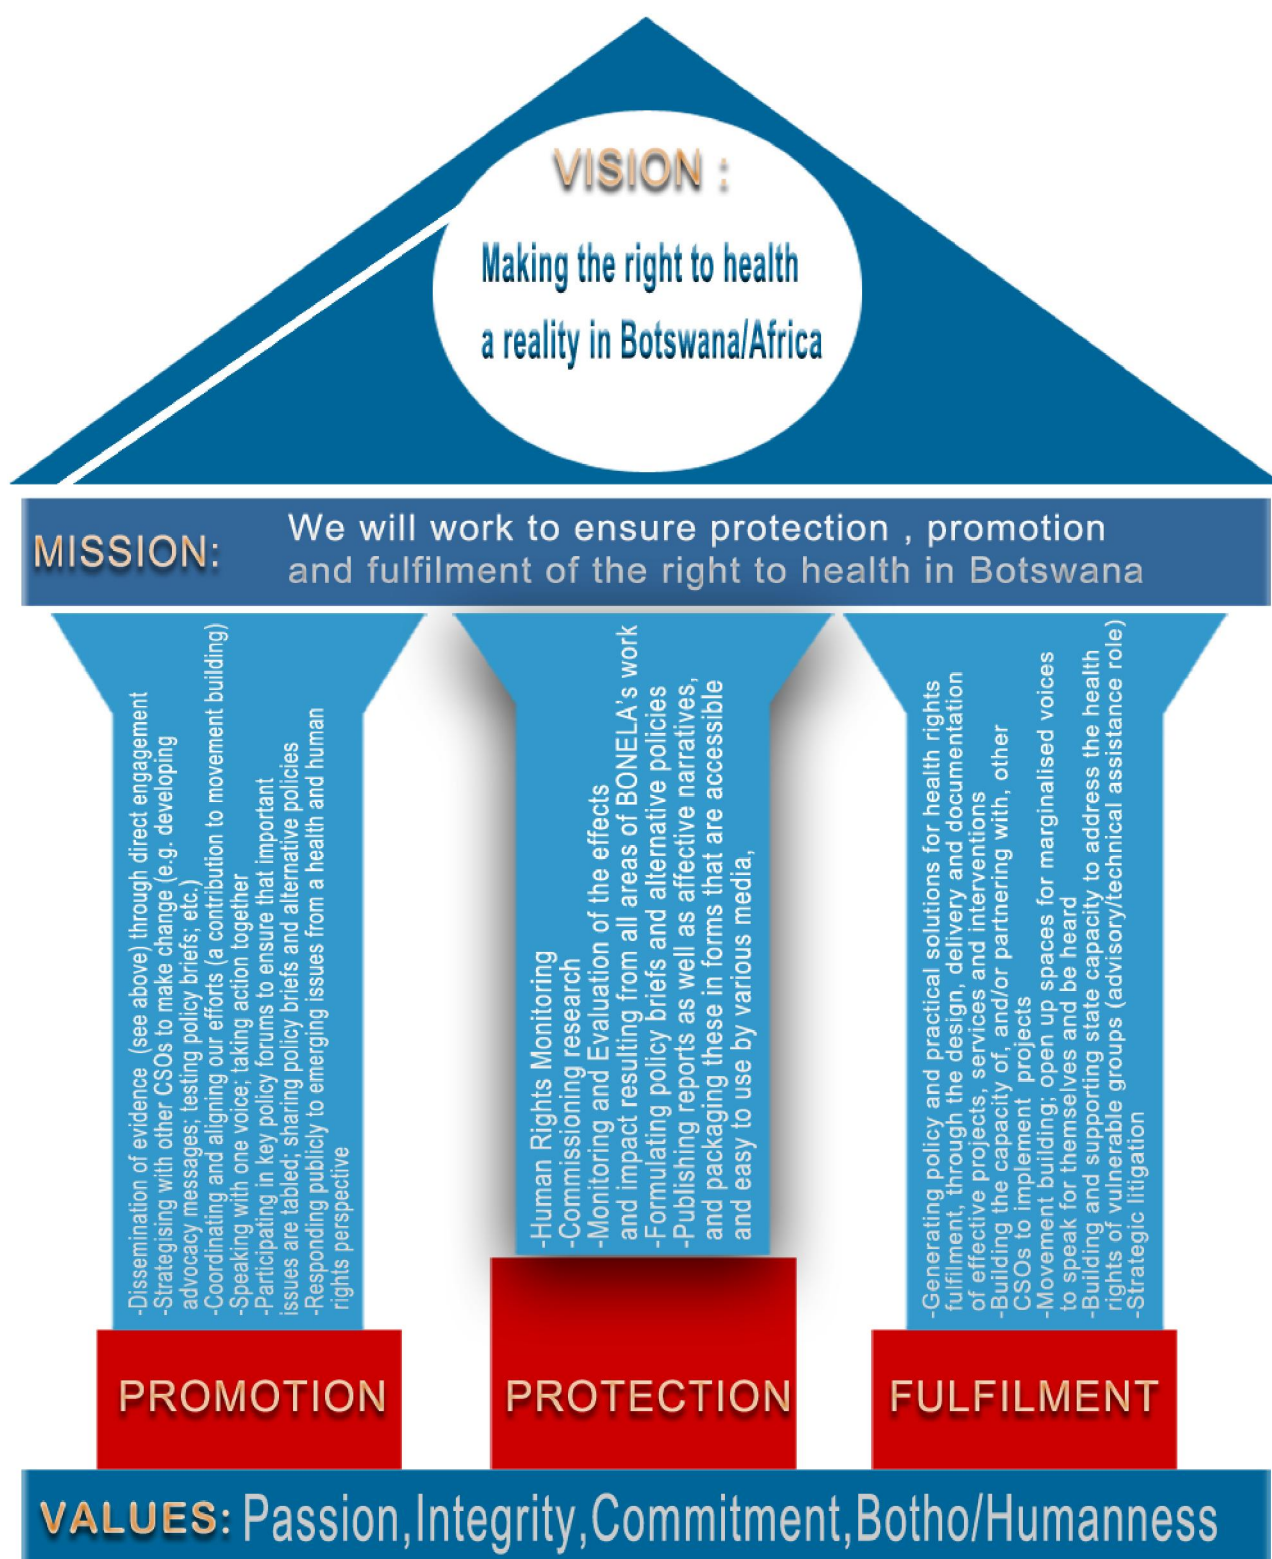 VISION :
Making the right to health
a reality in Botswana/Africa
MISSION:
We will work to ensure protection , promotion
and fulfilment of the right to health in Botswana
-Dissemination of evidence (see above) through direct engagement
-Strategising with other CSOs to make change (e.g. developing
advocacy messages; testing policy briefs; etc.)
-Coordinating and aligning our efforts (a contribution to movement building)
-Speaking with one voice; taking action together
-Participating in key policy forums to ensure that important
issues are tabled; sharing policy briefs and alternative policies
-Responding publicly to emerging issues from a health and human
rights perspective
PROMOTION
-Human Rights Monitoring
-Commissioning research
-Monitoring and Evaluation of the effects
and impact resulting from all areas of BONELA's work
-Formulating policy briefs and alternative policies
-Publishing reports as well as affective narratives,
and packaging these in forms that are accessible
and easy to use by various media,
PROTECTION
-Generating policy and practical solutions for health rights
fulfilment, through the design, delivery and documentation
of effective projects, services and interventions
-Building the capacity of, and/or partnering with, other
CSOs to implement projects
-Movement building; open up spaces for marginalised voices
to speak for themselves and be heard
-Building and supporting state capacity to address the health
rights of vulnerable groups (advisory/technical assistance role)
-Strategic litigation
FULFILMENT
VALUES: Passion,Integrity,Commitment,Botho/Humanness